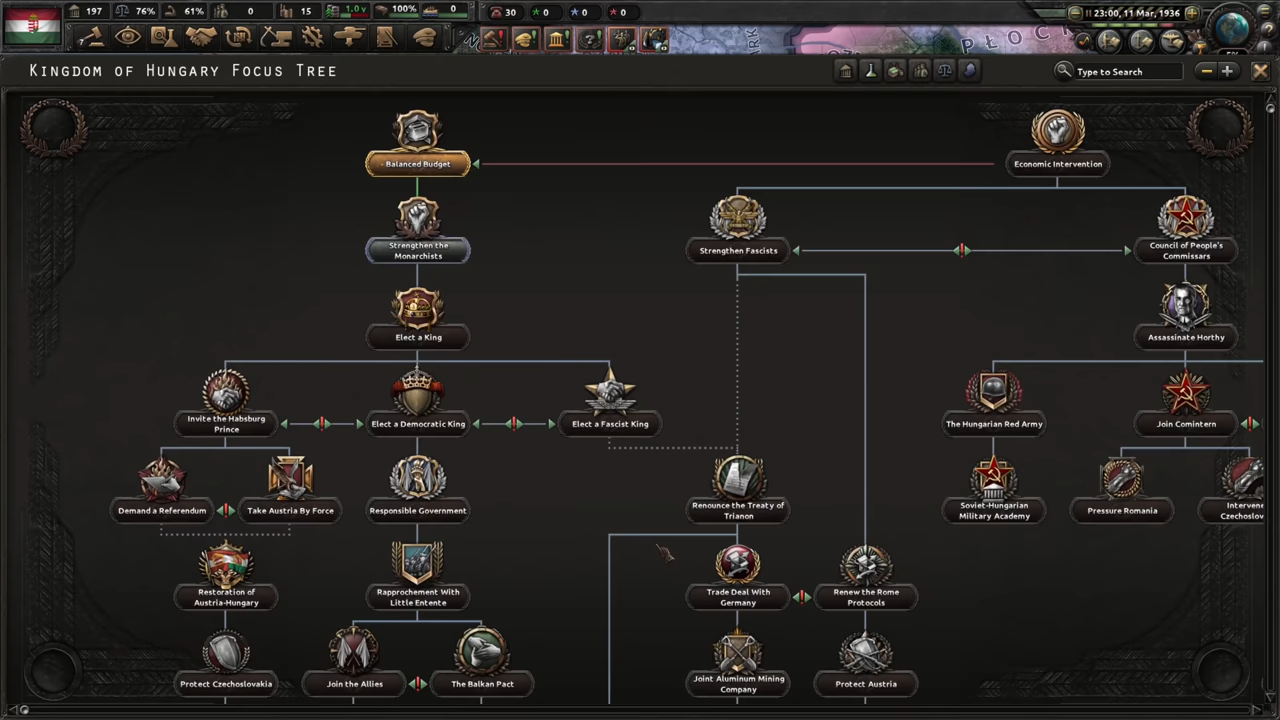 197
76%
61%
0
15
1.0 v
100%
0
30
0
0
0
23:00, 11 Mar, 1936
Kingdom of Hungary Focus Tree
Type to Search
- Balanced Budget
Economic Intervention
Strengthen the
Monarchists
Strengthen Fascists
Council of People's
Commissars
Elect a King
Assassinate Horthy
Invite the Habsburg
Prince
Elect a Democratic King
Elect a Fascist King
The Hungarian Red Army
Join Comintern
Demand a Referendum
Take Austria By Force
Responsible Government
Renounce the Treaty of
Trianon
Soviet-Hungarian
Military Academy
Pressure Romania
Intervene
Czechoslov
Restoration of
Austria-Hungary
Rapprochement With
Little Entente
Trade Deal With
Germany
Renew the Rome
Protocols
Protect Czechoslovakia
Join the Allies
The Balkan Pact
Joint Aluminum Mining
Company
Protect Austria